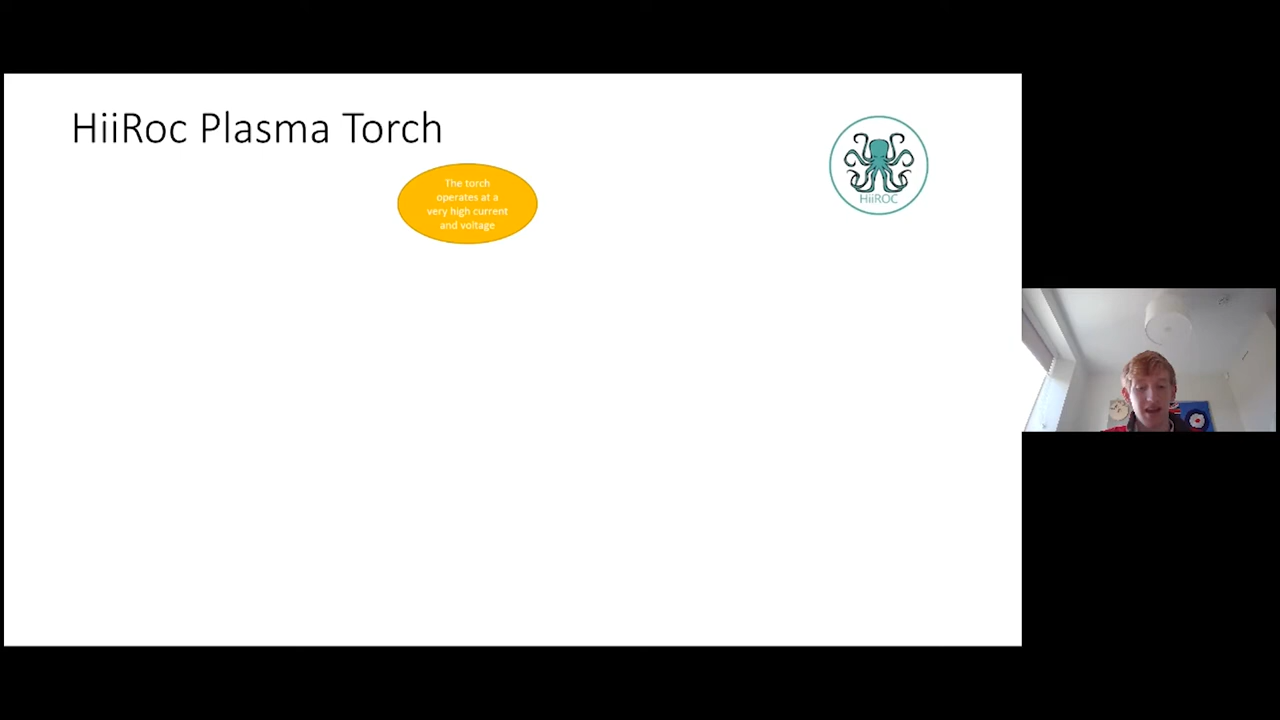 HiiRoc Plasma Torch
The torch
operates at a
very high current
and voltage
HiiROC